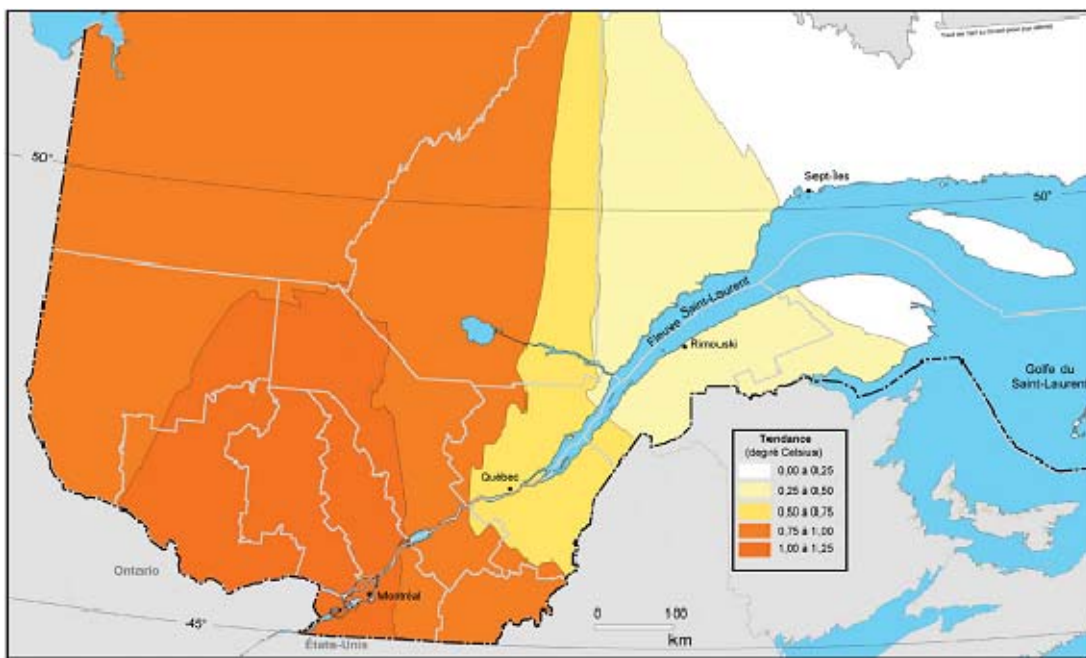 50°
Sept-Îles
50°
Fleuve Saint-Laurent
Rimouski
Golfe du
Saint-Laurent
Tendance
(degré Celsius)
0,00 à 0,25
0,25 à 0,50
0,50 à 0,75
0,75 à 1,00
1,00 à 1,25
Québec
Ontario
Montréal
45°
États-Unis
0 100
km